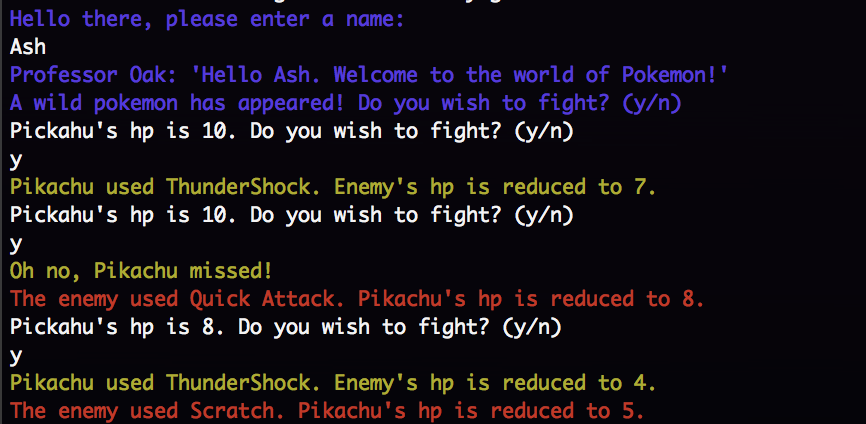 Hello there, please enter a name:
Ash
Professor Oak: 'Hello Ash. Welcome to the world of Pokemon!'
A wild pokemon has appeared! Do you wish to fight? (y/n)
Pickahu's hp is 10. Do you wish to fight? (y/n)
y
Pikachu used ThunderShock. Enemy's hp is reduced to 7.
Pickahu's hp is 10. Do you wish to fight? (y/n)
y
Oh no, Pikachu missed!
The enemy used Quick Attack. Pikachu's hp is reduced to 8.
Pickahu's hp is 8. Do you wish to fight? (y/n)
y
Pikachu used ThunderShock. Enemy's hp is reduced to 4.
The enemy used Scratch. Pikachu's hp is reduced to 5.